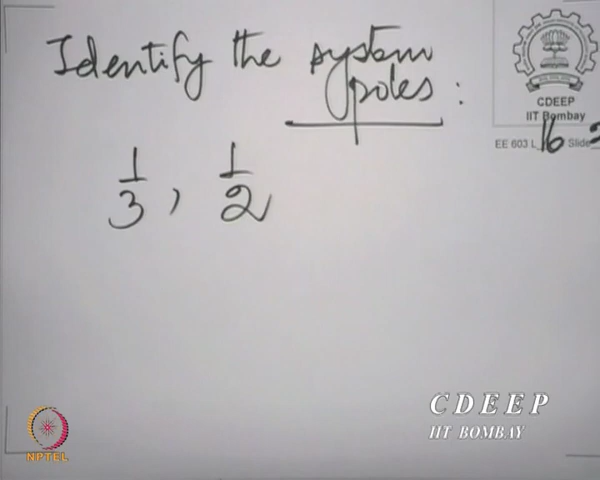 Identify the system
poles :
1/3 , 1/2
CDEEP
IIT Bombay
EE 603 L 16 Slide
CDEEP
IIT BOMBAY
NPTEL